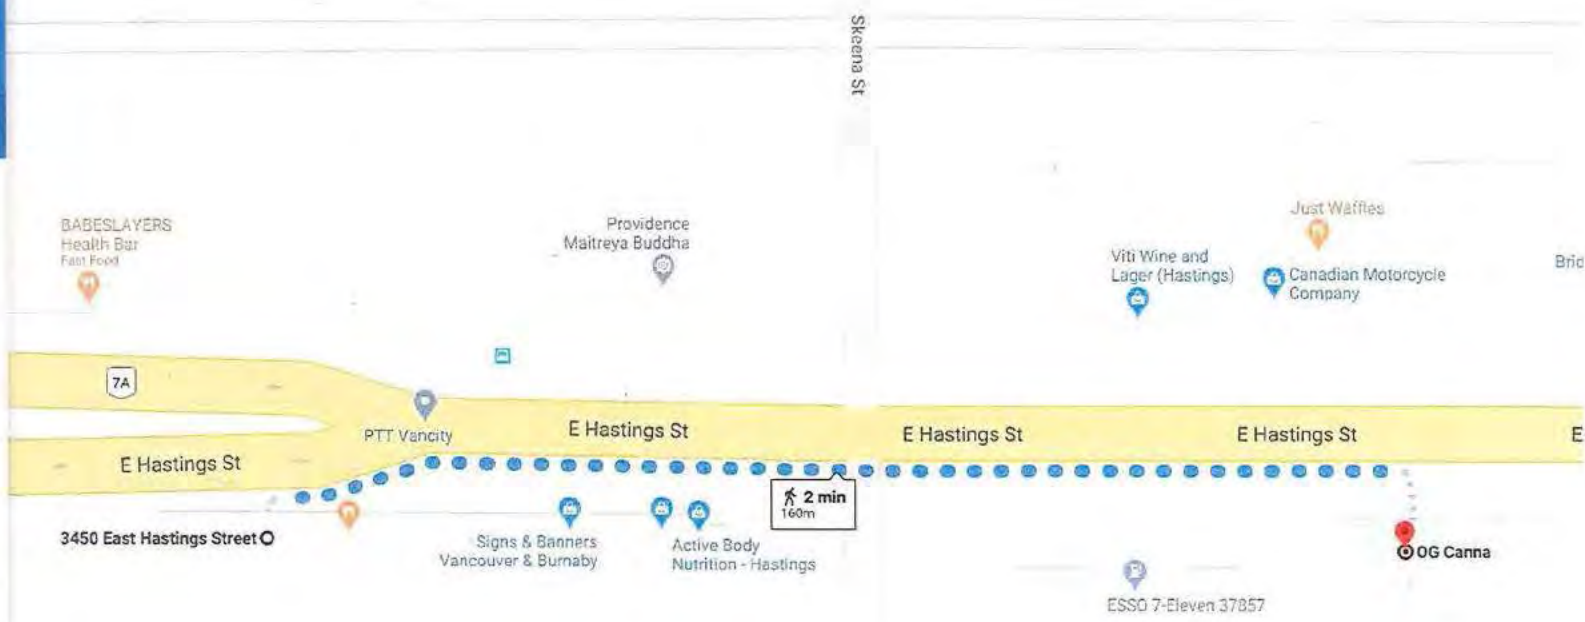 Skeena St
BABESLAYERS
Health Bar
Fast Food
Providence
Maitreya Buddha
Just Waffles
Viti Wine and
Lager (Hastings)
Canadian Motorcycle
Company
Bric
7A
PTT Vancity
E Hastings St
E Hastings St
E Hastings St
E
E Hastings St
2 min
160m
3450 East Hastings Street
Signs & Banners
Vancouver & Burnaby
Active Body
Nutrition - Hastings
OG Canna
ESSO 7-Eleven 37857